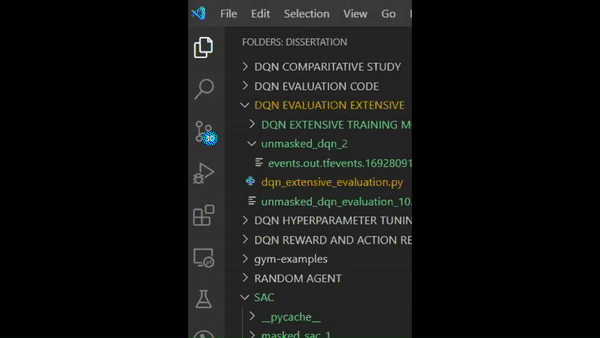 File Edit Selection View Go
FOLDERS: DISSERTATION
DQN COMPARITATIVE STUDY
DQN EVALUATION CODE
DQN EVALUATION EXTENSIVE
DQN EXTENSIVE TRAINING M
unmasked_dqn_2
events.out.tfevents.16928091
30
dqn_extensive_evaluation.py
unmasked_dqn_evaluation_10
DQN HYPERPARAMETER TUNIN
DQN REWARD AND ACTION RE
gym-examples
RANDOM AGENT
SAC
__pycache__
masked_sac_1